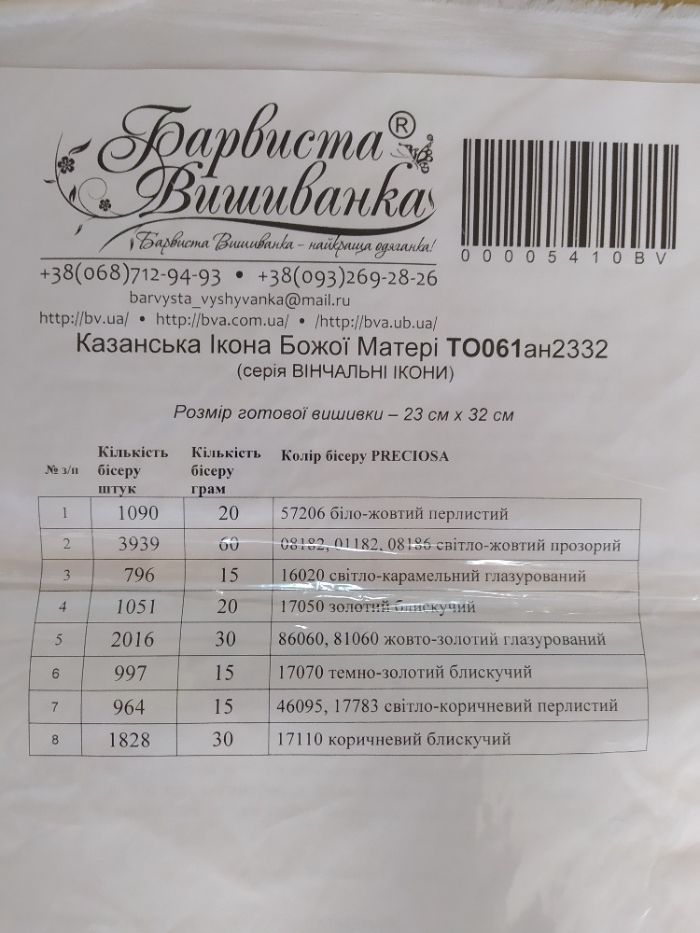 Барвиста ®
Вишиванка
Барвиста Вишиванка – найкраща одяганка!
00005410BV
+38(068)712-94-93 • +38(093)269-28-26
barvysta_vyshyvanka@mail.ru
http://bv.ua/ • http://bva.com.ua/ • /http://bva.ub.ua/
Казанська Ікона Божої Матері ТО061ан2332
(серія ВІНЧАЛЬНІ ІКОНИ)
Розмір готової вишивки – 23 см х 32 см
№ з/п Кількість бісеру штук Кількість бісеру грам Колір бісеру PRECIOSA
1 1090 20 57206 біло-жовтий перлистий
2 3939 60 08182, 01182, 08186 світло-жовтий прозорий
3 796 15 16020 світло-карамельний глазурований
4 1051 20 17050 золотий блискучий
5 2016 30 86060, 81060 жовто-золотий глазурований
6 997 15 17070 темно-золотий блискучий
7 964 15 46095, 17783 світло-коричневий перлистий
8 1828 30 17110 коричневий блискучий